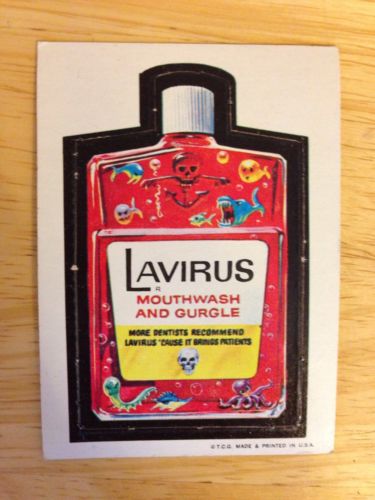 LAVIRUS
R
MOUTHWASH
AND GURGLE
MORE DENTISTS RECOMMEND
LAVIRUS 'CAUSE IT BRINGS PATIENTS
© T.C.G. MADE & PRINTED IN U.S.A.